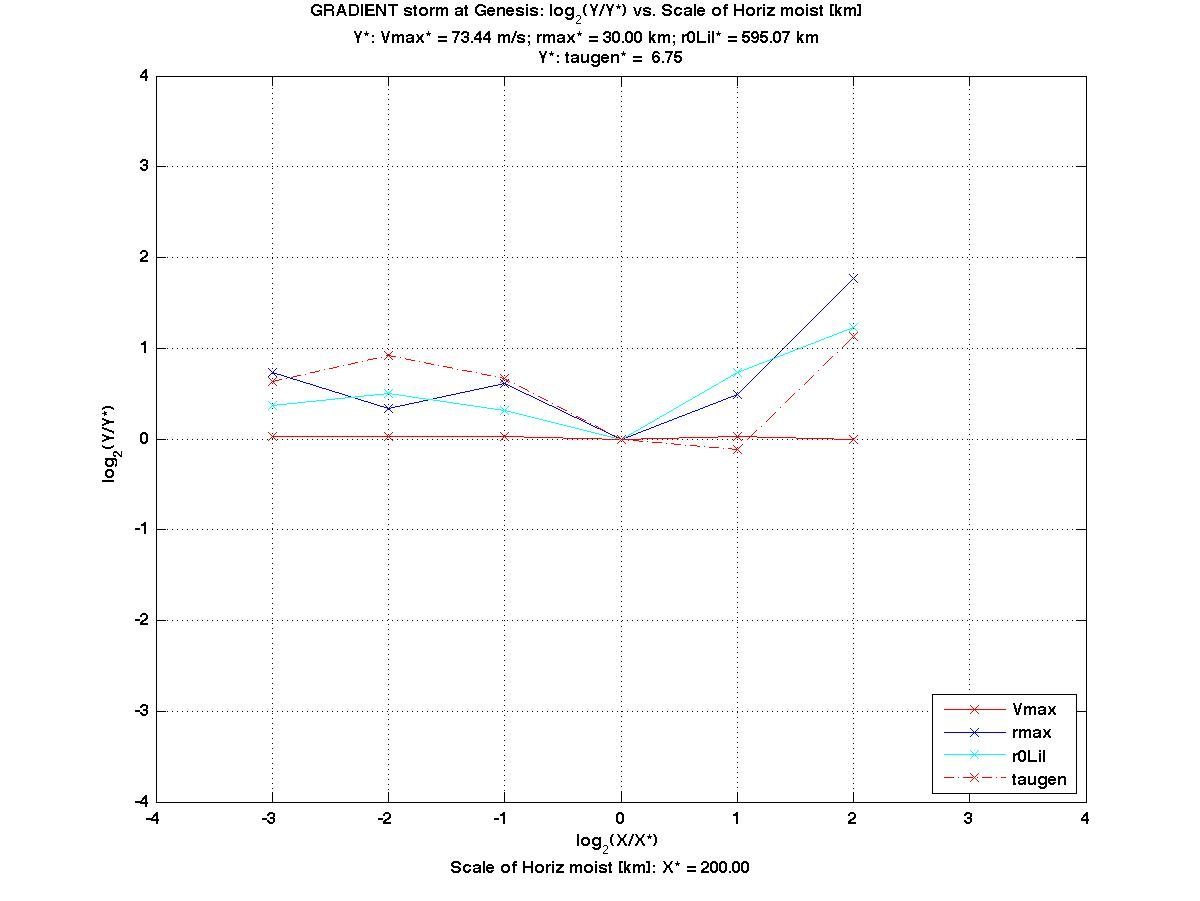 GRADIENT storm at Genesis: log2(Y/Y*) vs. Scale of Horiz moist [km]
Y*: Vmax* = 73.44 m/s; rmax* = 30.00 km; r0Lil* = 595.07 km
Y*: taugen* = 6.75
4
3
2
1
0
-1
-2
-3
-4
log2(Y/Y*)
Vmax
rmax
r0Lil
taugen
-4 -3 -2 -1 0 1 2 3 4
log2(X/X*)
Scale of Horiz moist [km]: X* = 200.00